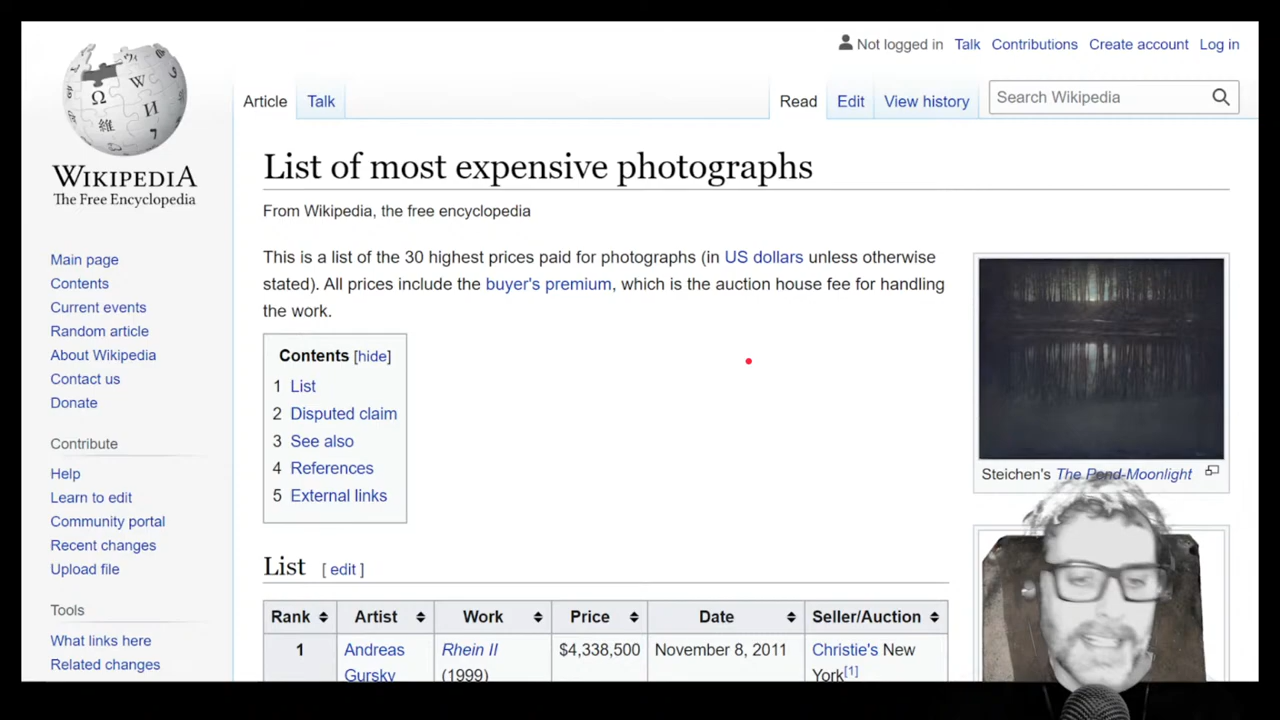 Not logged in Talk Contributions Create account Log in
Article Talk Read Edit View history Search Wikipedia
WIKIPEDIA
The Free Encyclopedia
List of most expensive photographs
From Wikipedia, the free encyclopedia
This is a list of the 30 highest prices paid for photographs (in US dollars unless otherwise
stated). All prices include the buyer's premium, which is the auction house fee for handling
the work.
Main page
Contents
Current events
Random article
About Wikipedia
Contact us
Donate
Contribute
Help
Learn to edit
Community portal
Recent changes
Upload file
Tools
What links here
Related changes
Contents [hide]
1 List
2 Disputed claim
3 See also
4 References
5 External links
Steichen's The Pond-Moonlight
List [ edit ]
Rank Artist Work Price Date Seller/Auction
1 Andreas Rhein II $4,338,500 November 8, 2011 Christie's New
Gursky (1999) York[1]